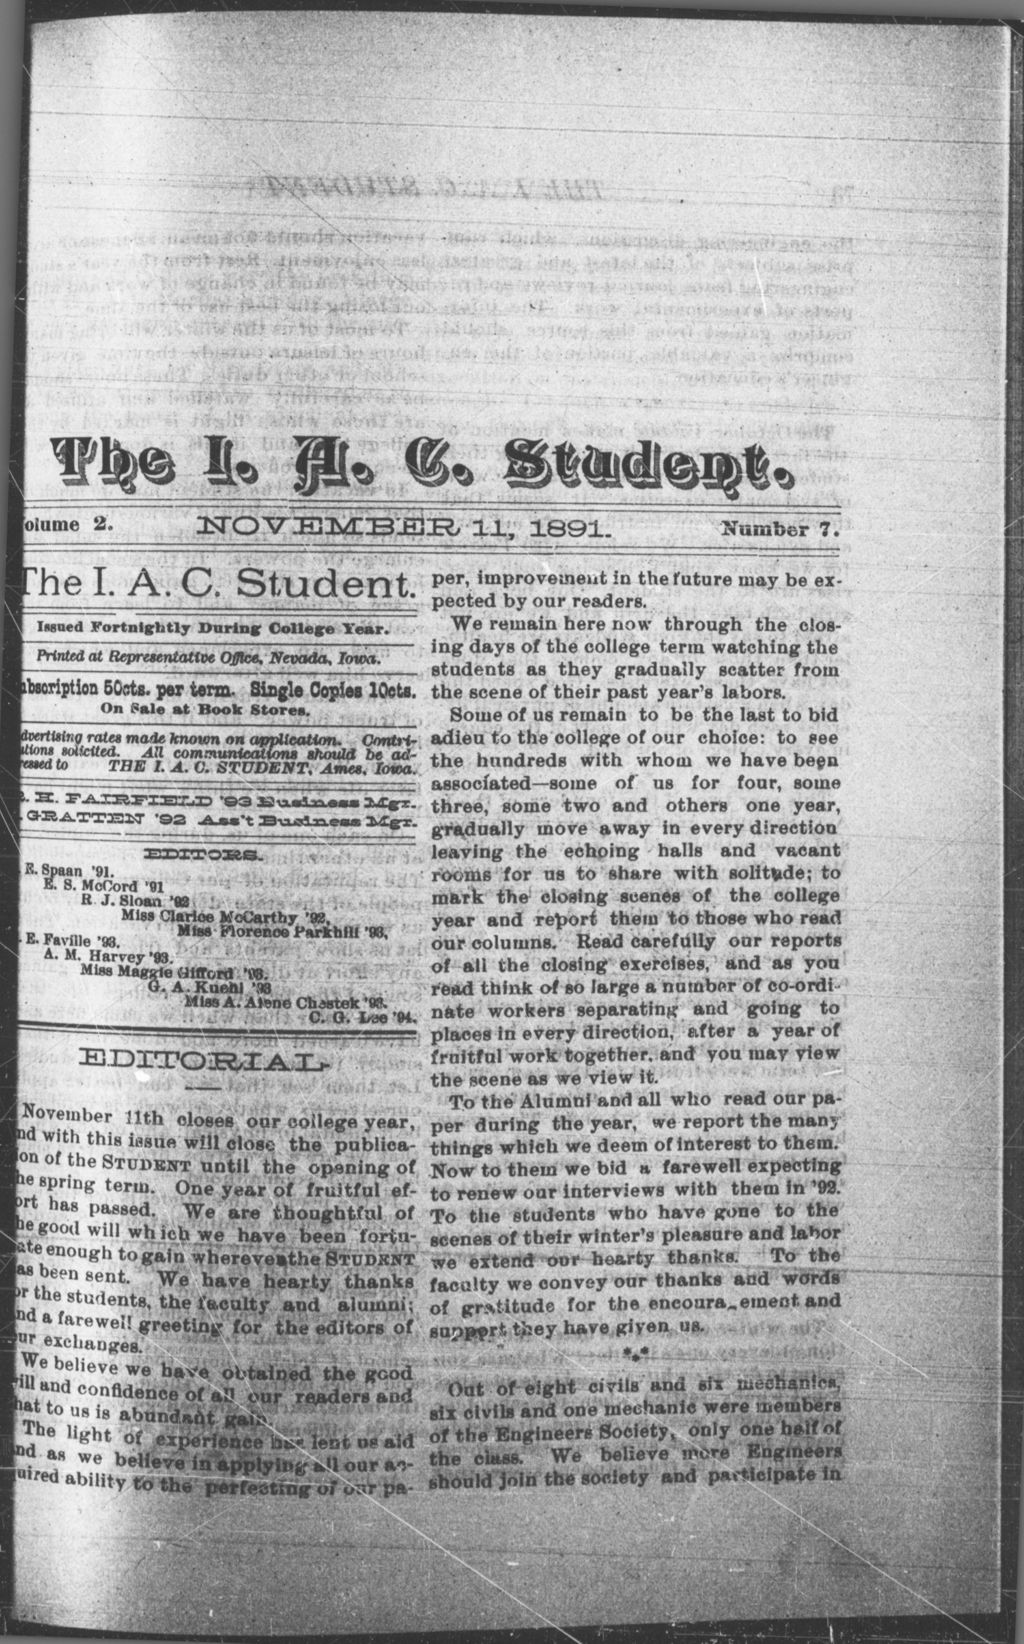 The I. A. C. Student.
olume 2. NOVEMBER 11, 1891. Number 7.
The I. A. C. Student.
Issued Fortnightly During College Year.
Printed at Representative Office, Nevada, Iowa.
bscription 50cts. per term. Single Copies 10cts.
On Sale at Book Stores.
dvertising rates made known on application. Contri-
utions solicited. All communications should be ad-
ressed to THE I. A. C. STUDENT, Ames, Iowa.
. H. FAIRFIELD '93 Business Mgr.
. GRATTEN '92 Ass't Business Mgr.
EDITORS.
E. Spaan '91.
E. S. McCord '91
R. J. Sloan '92
Miss Clarice McCarthy '92,
Miss Florence Parkhill '93,
. E. Faville '93.
A. M. Harvey '93.
Miss Maggie Gifford '93.
G. A. Kuehl '93
Miss A. Alene Chestek '93.
C. G. Lee '94.
EDITORIAL-
November 11th closes our college year,
nd with this issue will close the publica-
ion of the STUDENT until the opening of
he spring term. One year of fruitful ef-
ort has passed. We are thoughtful of
he good will which we have been fortu-
ate enough to gain where the STUDENT
as been sent. We have hearty thanks
or the students, the faculty and alumni;
nd a farewell greeting for the editors of
ur exchanges.
We believe we have obtained the good
ill and confidence of all our readers and
hat to us is abundant gain.
The light of experience has lent us aid
nd as we believe in applying all our ac-
uired ability to the perfecting of our pa-
per, improvement in the future may be ex-
pected by our readers.
We remain here now through the clos-
ing days of the college term watching the
students as they gradually scatter from
the scene of their past year's labors.
Some of us remain to be the last to bid
adieu to the college of our choice: to see
the hundreds with whom we have been
associated—some of us for four, some
three, some two and others one year,
gradually move away in every direction
leaving the echoing halls and vacant
rooms for us to share with solitude; to
mark the closing scenes of the college
year and report them to those who read
our columns. Read carefully our reports
of all the closing exercises, and as you
read think of so large a number of co-ordi-
nate workers separating and going to
places in every direction, after a year of
fruitful work together, and you may view
the scene as we view it.
To the Alumni and all who read our pa-
per during the year, we report the many
things which we deem of interest to them.
Now to them we bid a farewell expecting
to renew our interviews with them in '92.
To the students who have gone to the
scenes of their winter's pleasure and labor
we extend our hearty thanks. To the
faculty we convey our thanks and words
of gratitude for the encoura_ement and
support they have given us.
***
Out of eight civils and six mechanics,
six civils and one mechanic were members
of the Engineers Society, only one half of
the class. We believe more Engineers
should join the society and participate in